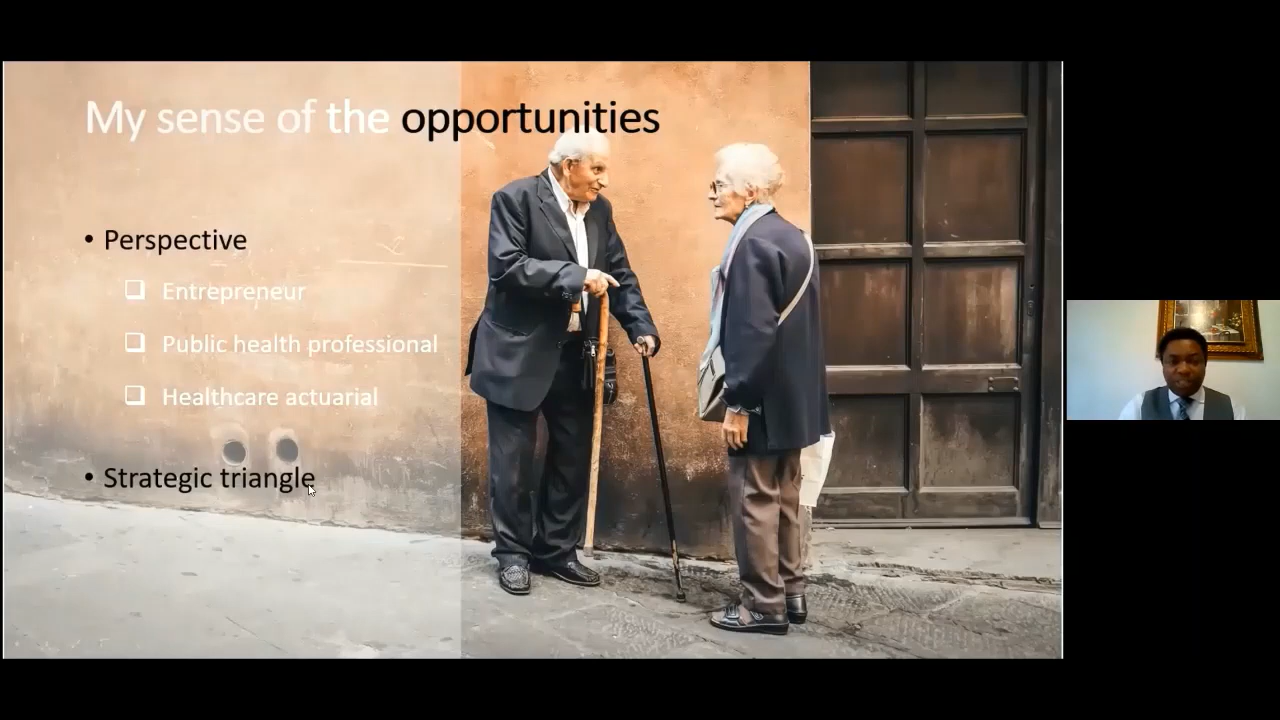 My sense of the opportunities
• Perspective
❑ Entrepreneur
❑ Public health professional
❑ Healthcare actuarial
• Strategic triangle